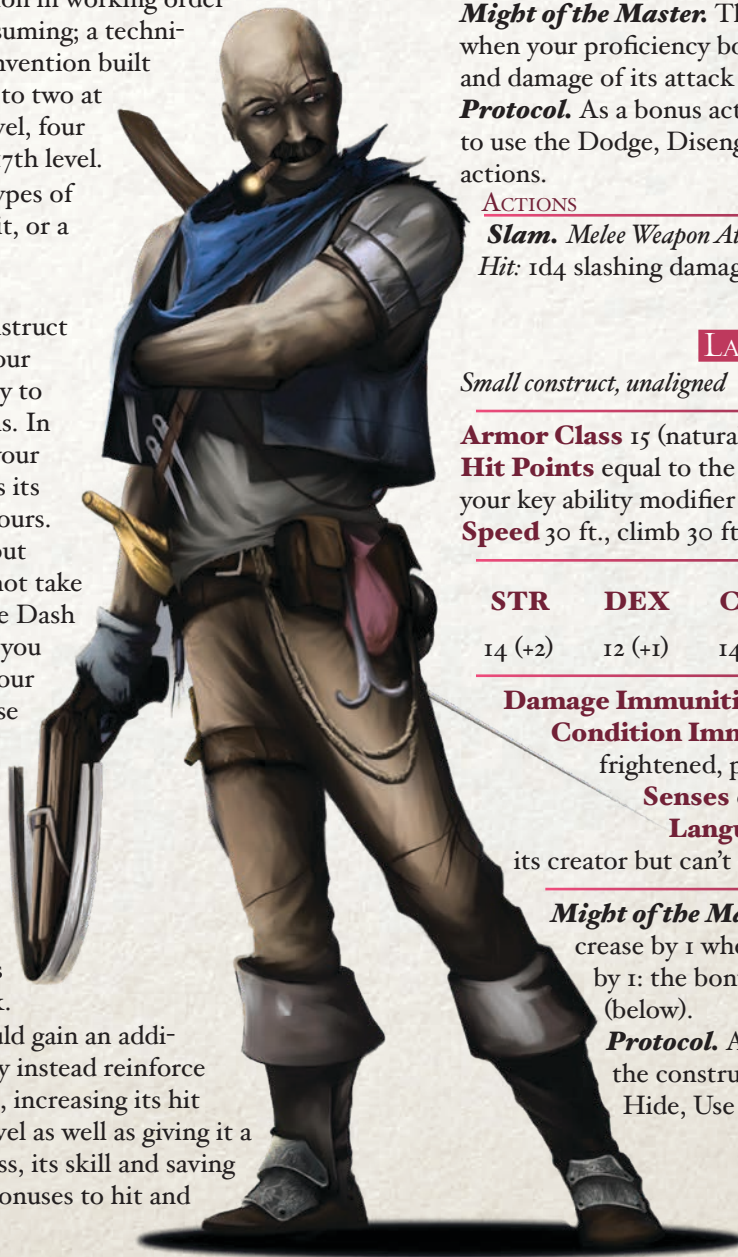 on in working order
suming; a techni-
nvention built
to two at
vel, four
17th level.
ypes of
it, or a
nstruct
our
y to
s. In
your
s its
ours.
out
not take
e Dash
you
our
se
s
k.
uld gain an addi-
y instead reinforce
, increasing its hit
vel as well as giving it a
ss, its skill and saving
onuses to hit and
Might of the Master. Th
when your proficiency bo
and damage of its attack
Protocol. As a bonus act
to use the Dodge, Diseng
actions.
Actions
Slam. Melee Weapon At
Hit: 1d4 slashing damag
La
Small construct, unaligned
Armor Class 15 (natura
Hit Points equal to the
your key ability modifier
Speed 30 ft., climb 30 ft
STR DEX C
14 (+2) 12 (+1) 14
Damage Immuniti
Condition Imm
frightened, p
Senses
Langu
its creator but can't
Might of the Ma
crease by 1 whe
by 1: the bon
(below).
Protocol. A
the constru
Hide, Use